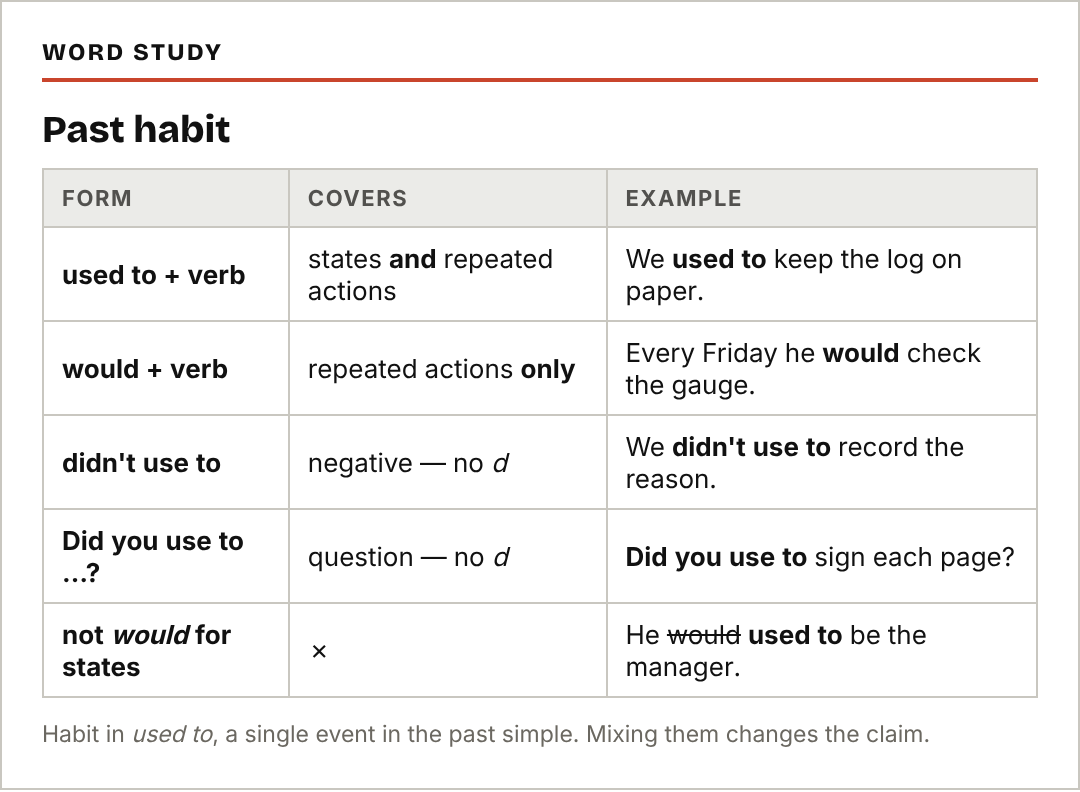 WORD STUDY
Past habit
FORM COVERS EXAMPLE
used to + verb
states and repeated
actions
We used to keep the log on
paper.
would + verb
repeated actions only
Every Friday he would check
the gauge.
didn't use to
negative — no d
We didn't use to record the
reason.
Did you use to
...?
question — no d
Did you use to sign each page?
not would for
states
×
He would used to be the
manager.
Habit in used to, a single event in the past simple. Mixing them changes the claim.